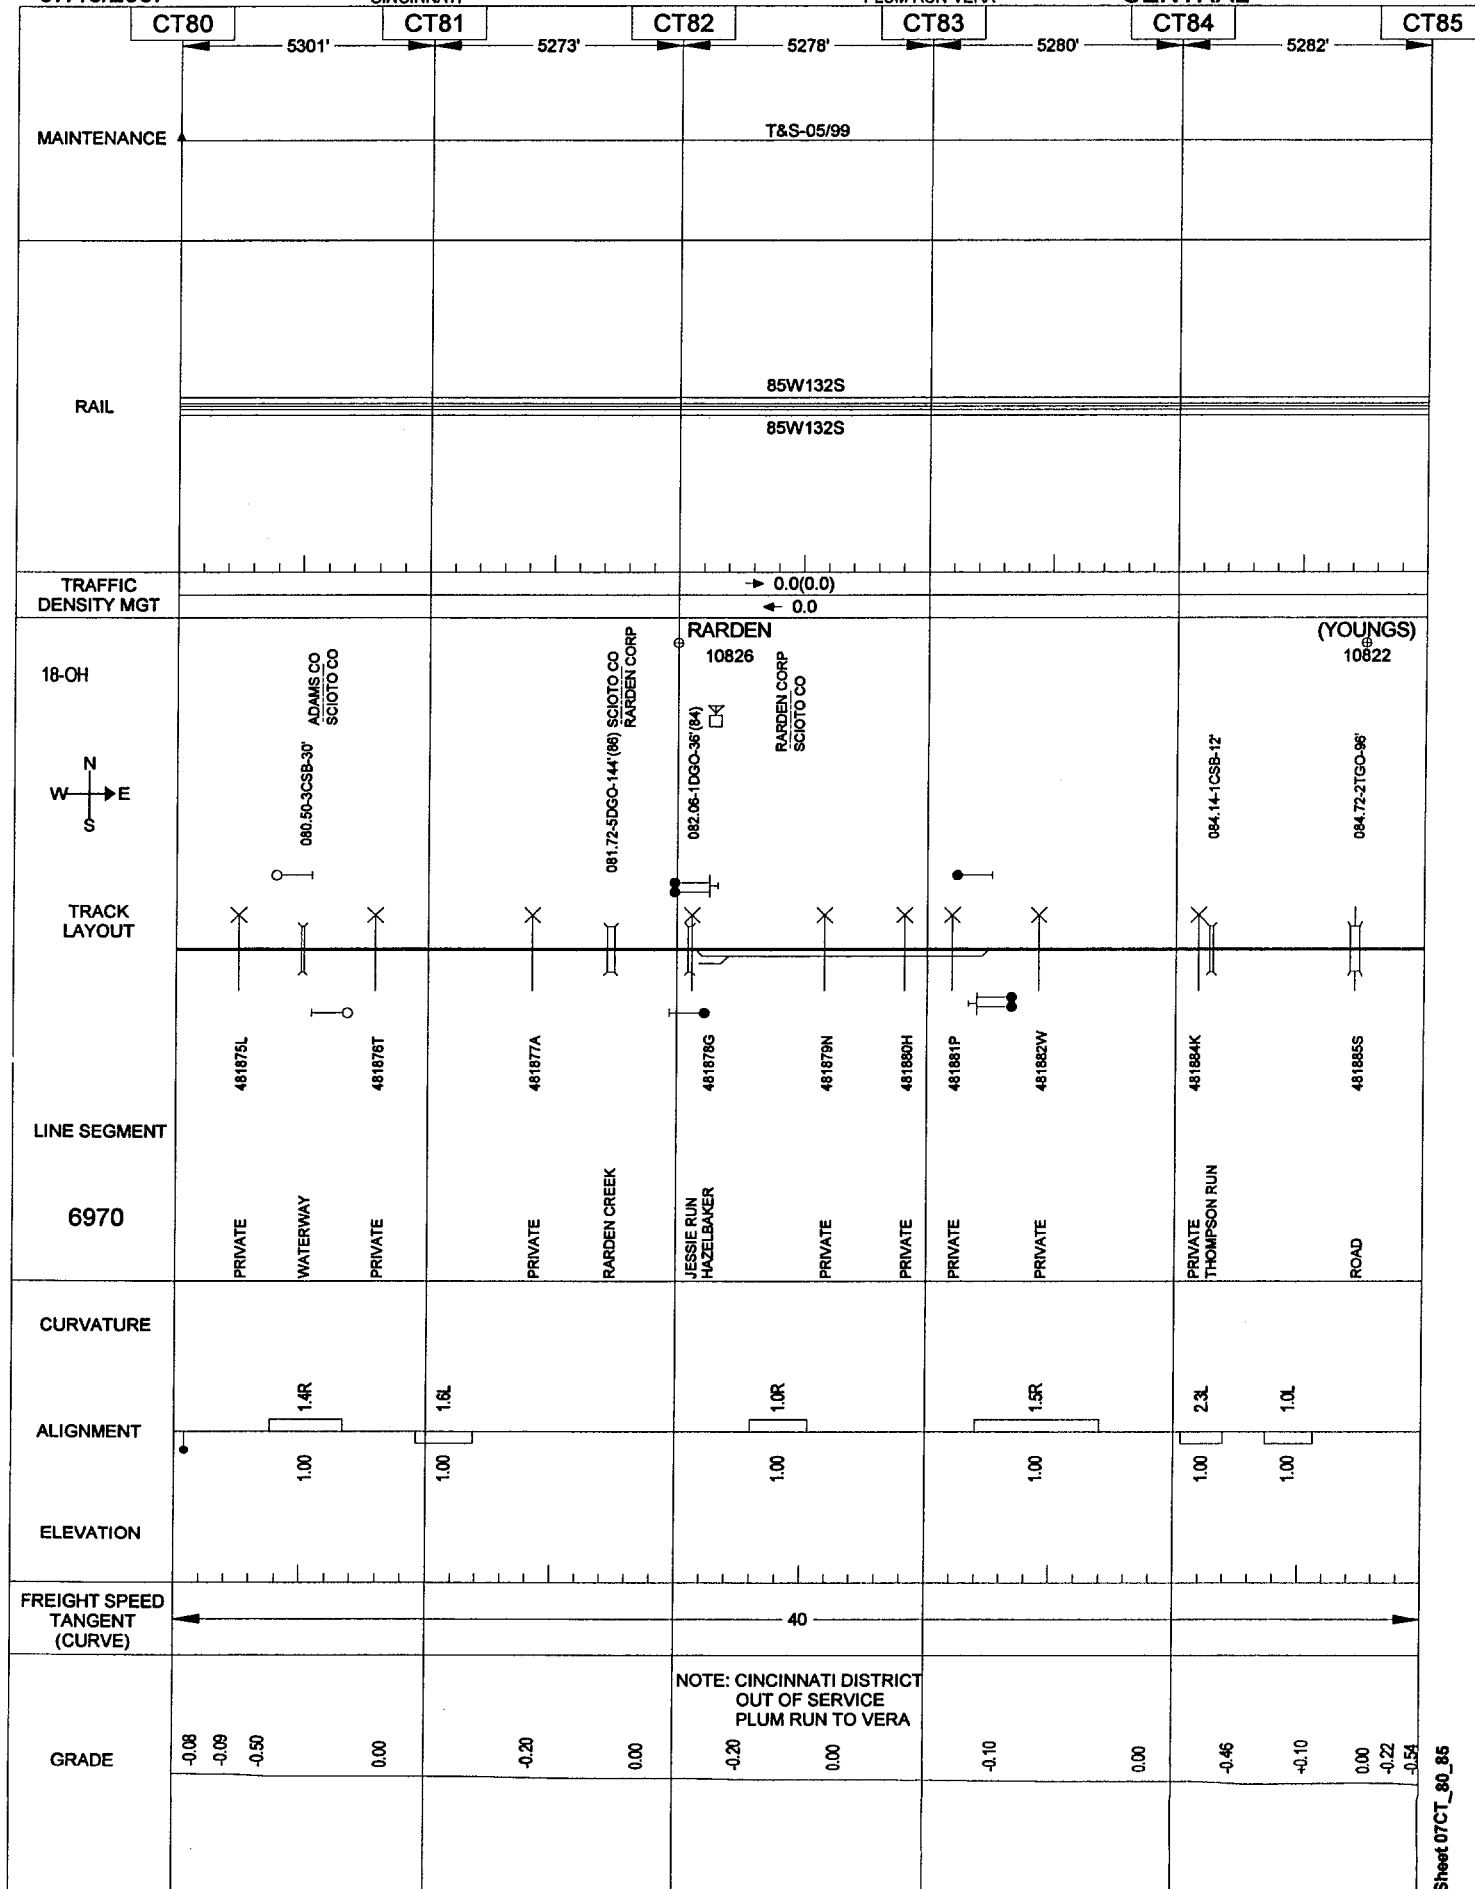 CINCINNATI
CT80 CT81 CT82 CT83 CT84 CT85
5301' 5273' 5278' 5280' 5282'
MAINTENANCE
T&S-05/99
RAIL
85W132S
85W132S
TRAFFIC
DENSITY MGT
0.0(0.0)
0.0
18-OH
RARDEN
10826
(YOUNGS)
10822
ADAMS CO
SCIOTO CO
SCIOTO CO
RARDEN CORP
RARDEN CORP
SCIOTO CO
N
W E
S
080.50-3CSB-30'
081.72-5DGO-144'(86)
082.06-1DGO-36'(84)
084.14-1CSB-12'
084.72-2TGO-96'
TRACK
LAYOUT
481875L
481876T
481877A
481878G
481879N
481880H
481881P
481882W
481884K
481885S
LINE SEGMENT
6970
PRIVATE
WATERWAY
PRIVATE
PRIVATE
RARDEN CREEK
JESSIE RUN
HAZELBAKER
PRIVATE
PRIVATE
PRIVATE
PRIVATE
PRIVATE
THOMPSON RUN
ROAD
CURVATURE
1.4R 1.6L 1.0R 1.5R 2.3L 1.0L
ALIGNMENT
1.00 1.00 1.00 1.00 1.00 1.00
ELEVATION
FREIGHT SPEED
TANGENT
(CURVE)
40
NOTE: CINCINNATI DISTRICT
OUT OF SERVICE
PLUM RUN TO VERA
GRADE
-0.08 -0.09 -0.50 0.00 -0.20 0.00 -0.20 0.00 -0.10 0.00 -0.46 +0.10 0.00 -0.22 -0.54
Sheet 07CT_80_85